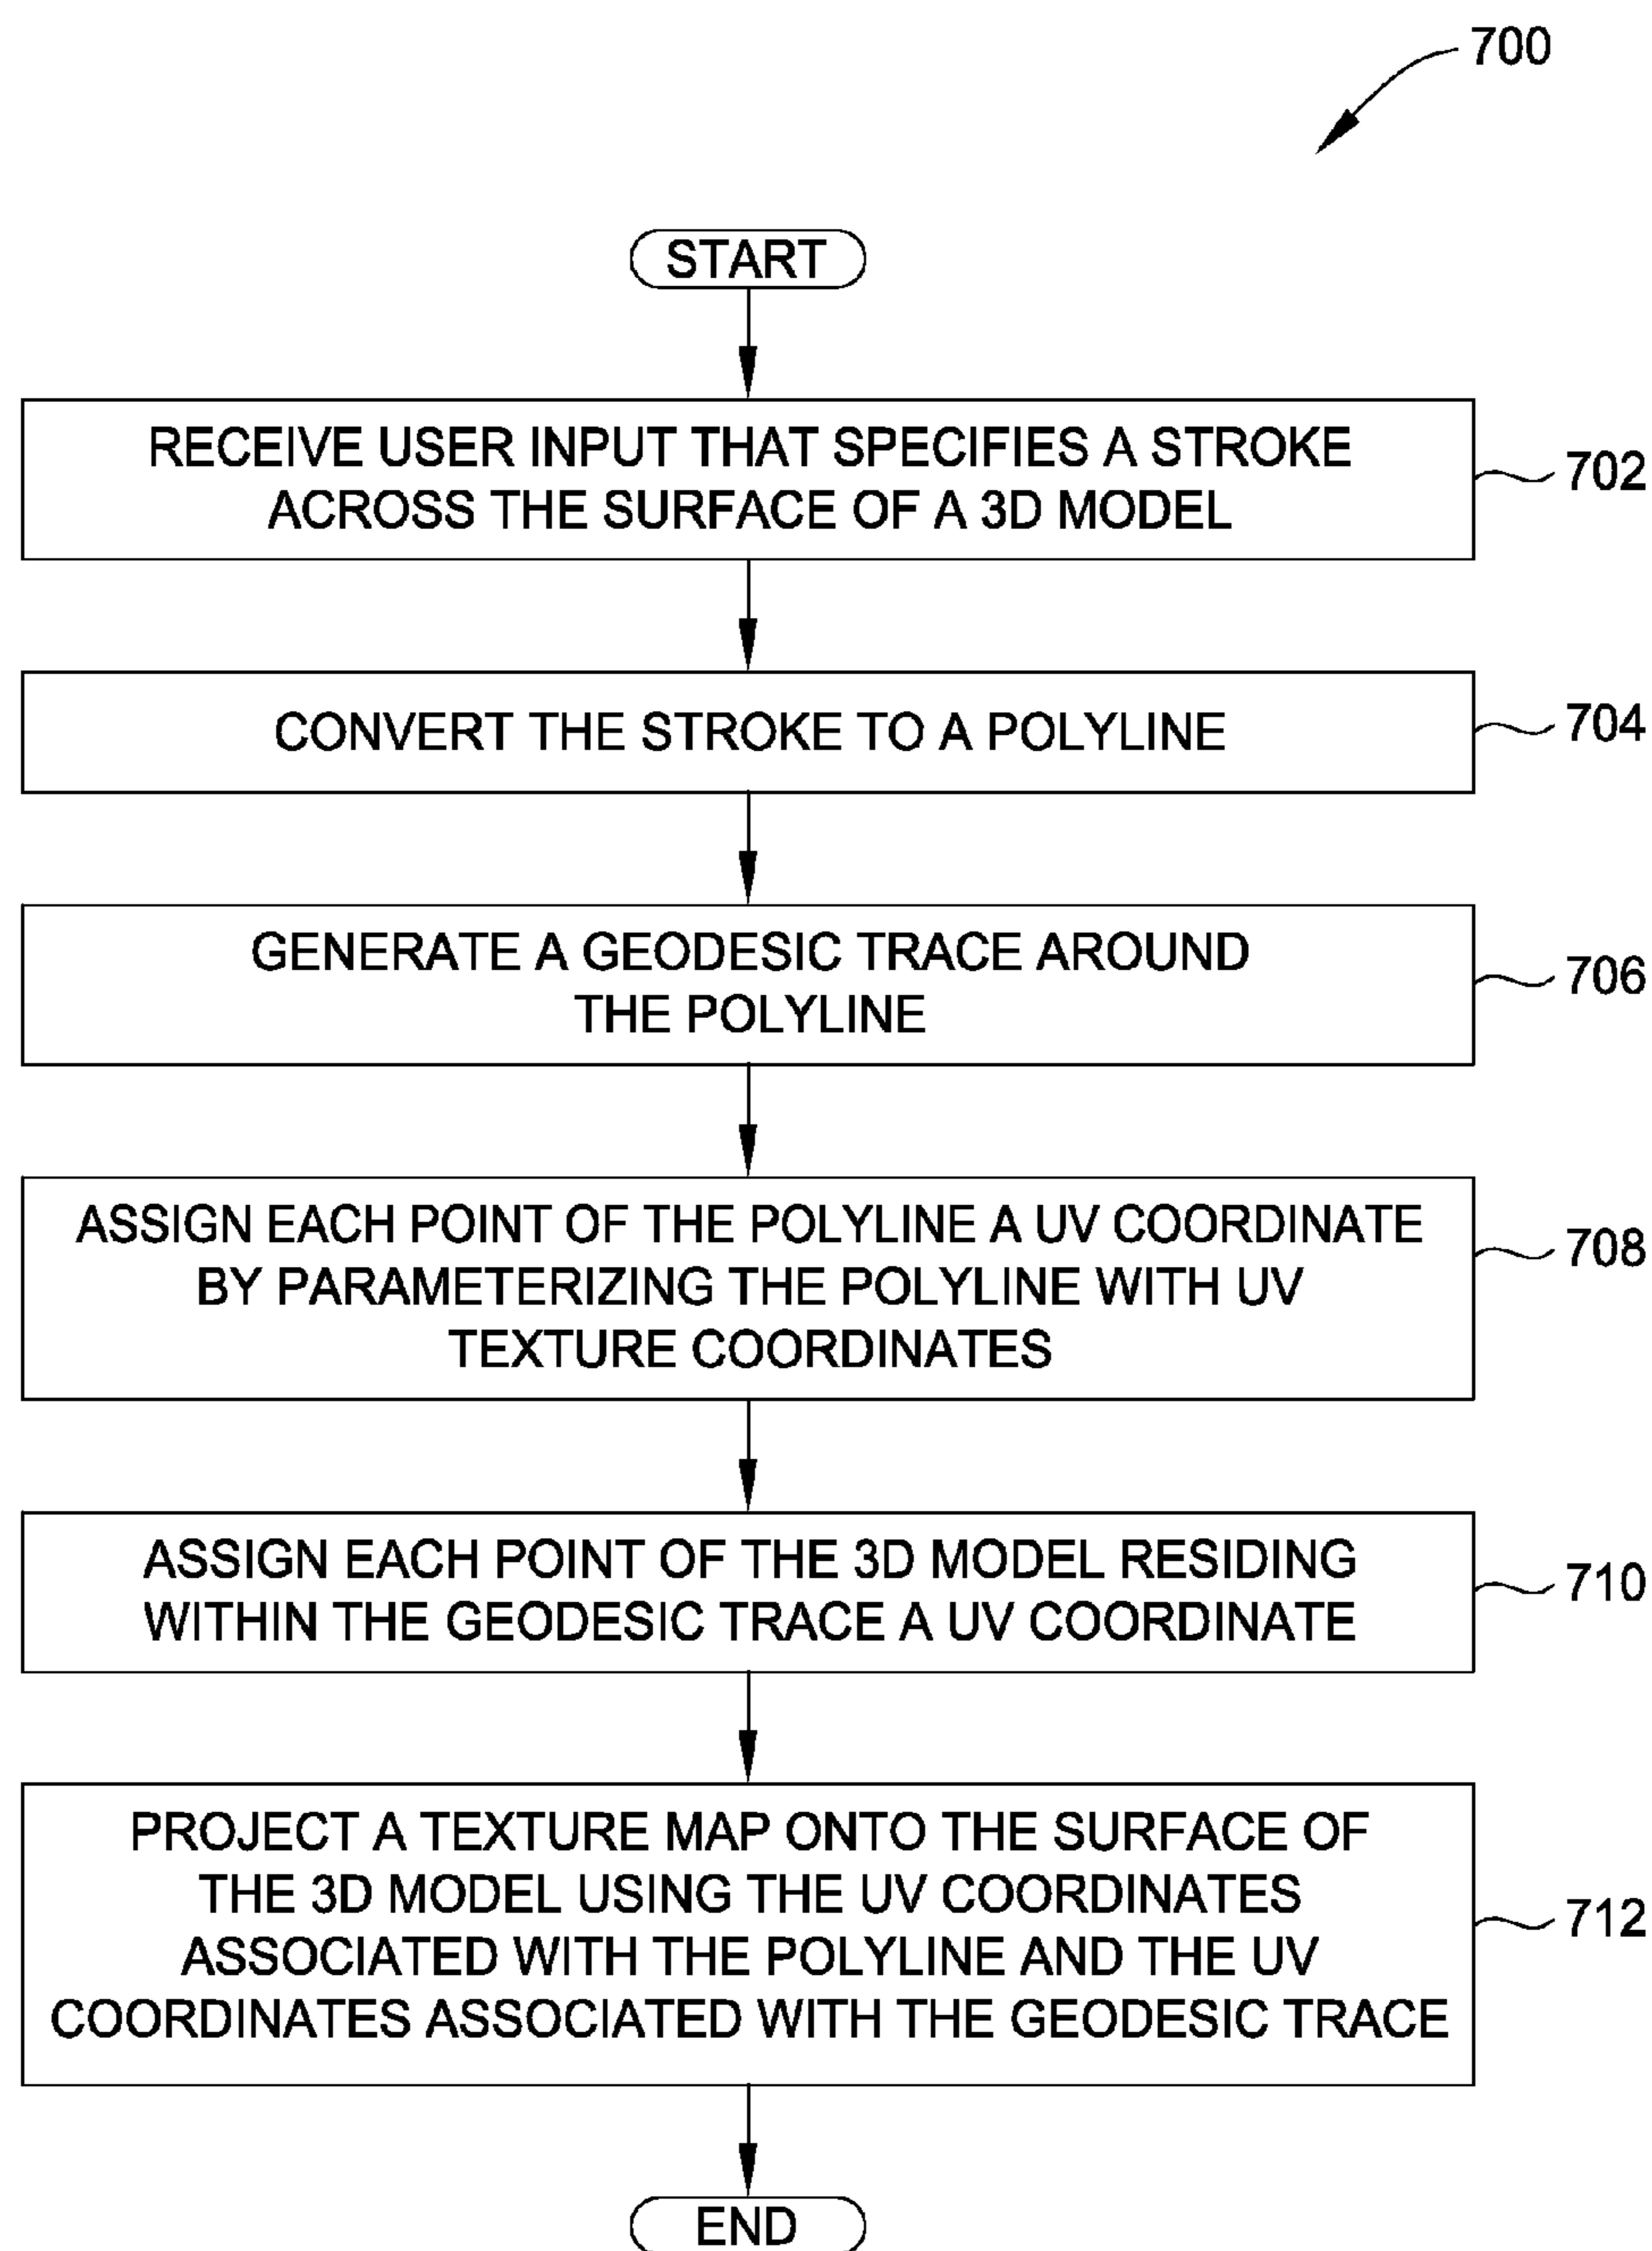 700
START
RECEIVE USER INPUT THAT SPECIFIES A STROKE
ACROSS THE SURFACE OF A 3D MODEL
702
CONVERT THE STROKE TO A POLYLINE
704
GENERATE A GEODESIC TRACE AROUND
THE POLYLINE
706
ASSIGN EACH POINT OF THE POLYLINE A UV COORDINATE
BY PARAMETERIZING THE POLYLINE WITH UV
TEXTURE COORDINATES
708
ASSIGN EACH POINT OF THE 3D MODEL RESIDING
WITHIN THE GEODESIC TRACE A UV COORDINATE
710
PROJECT A TEXTURE MAP ONTO THE SURFACE OF
THE 3D MODEL USING THE UV COORDINATES
ASSOCIATED WITH THE POLYLINE AND THE UV
COORDINATES ASSOCIATED WITH THE GEODESIC TRACE
712
END